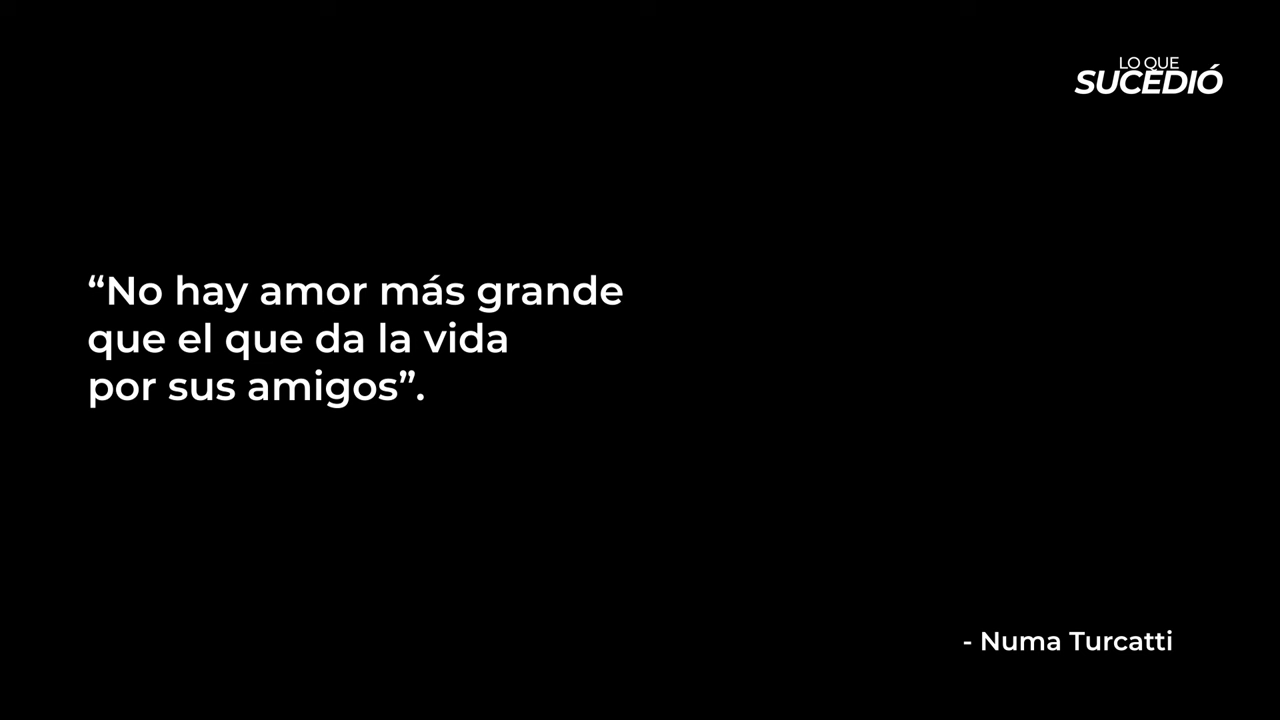 LO QUE
SUCEDIÓ
“No hay amor más grande
que el que da la vida
por sus amigos”.
- Numa Turcatti